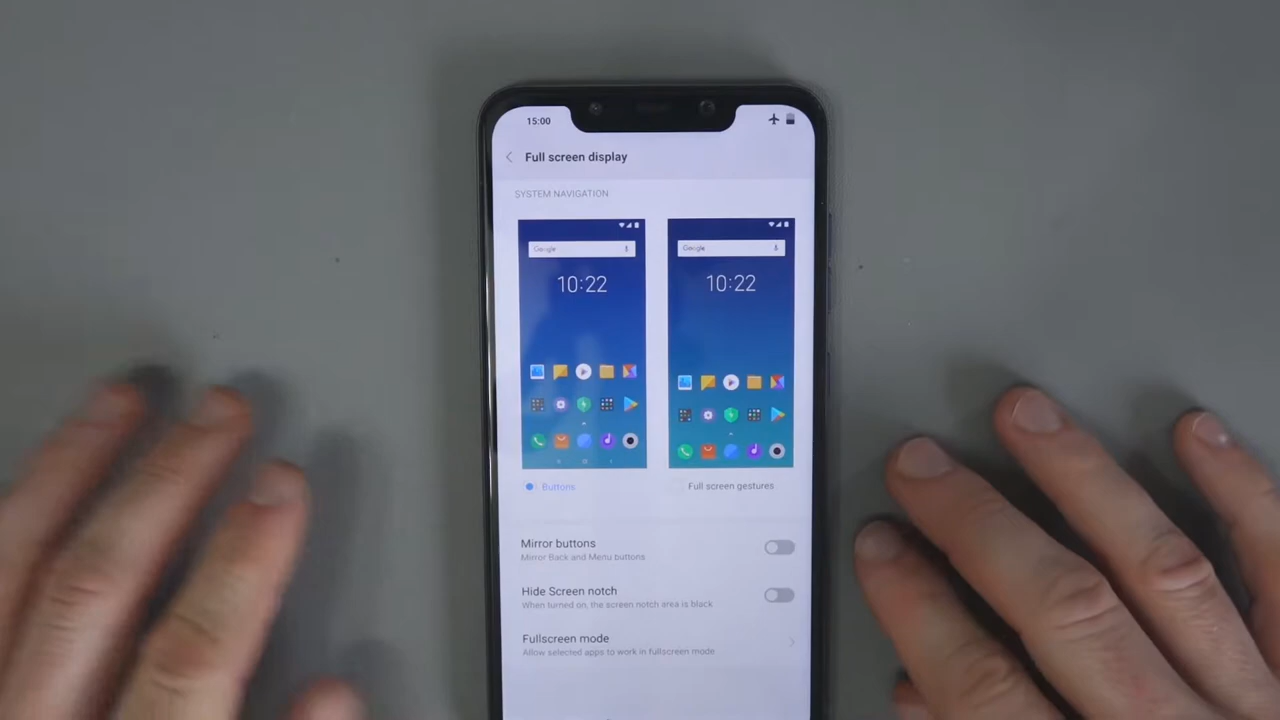 15:00
Full screen display
SYSTEM NAVIGATION
Google
Google
10:22
10:22
Buttons
Full screen gestures
Mirror buttons
Mirror Back and Menu buttons
Hide Screen notch
When turned on, the screen notch area is black
Fullscreen mode
Allow selected apps to work in fullscreen mode